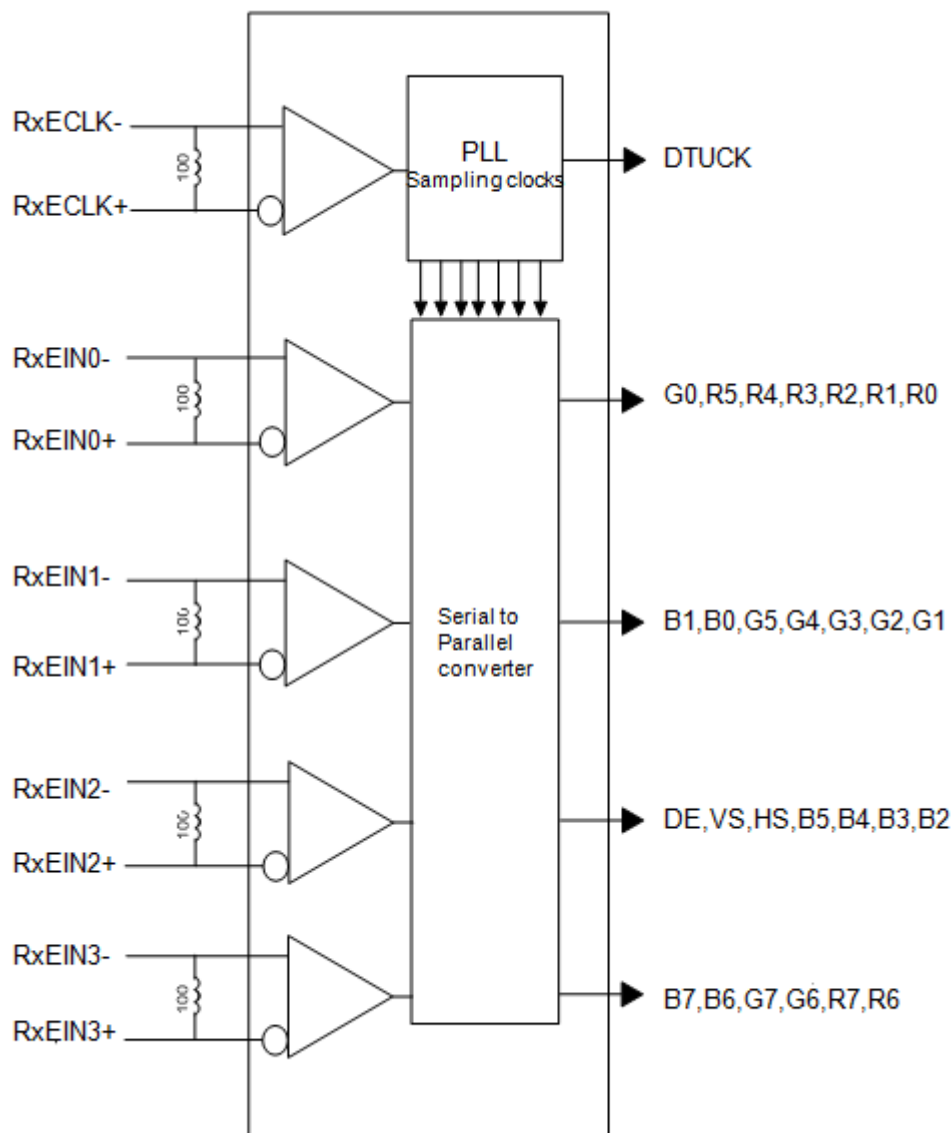 RxECLK-
100
RxECLK+
PLL
Sampling clocks
DTUCK
RxEIN0-
100
RxEIN0+
G0,R5,R4,R3,R2,R1,R0
RxEIN1-
100
RxEIN1+
Serial to
Parallel
converter
B1,B0,G5,G4,G3,G2,G1
RxEIN2-
100
RxEIN2+
DE,VS,HS,B5,B4,B3,B2
RxEIN3-
100
RxEIN3+
B7,B6,G7,G6,R7,R6